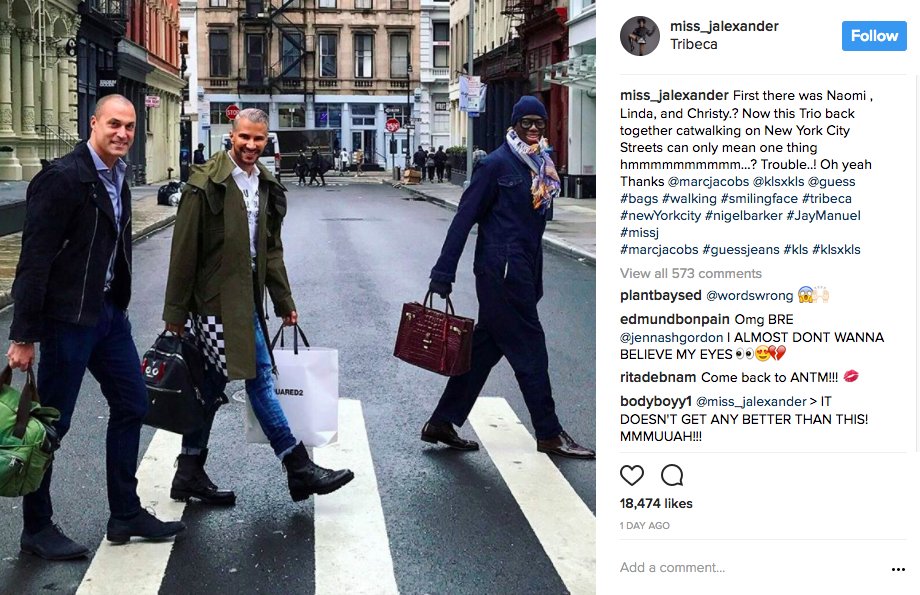 miss_jalexander
Tribeca
Follow
miss_jalexander First there was Naomi ,
Linda, and Christy.? Now this Trio back
together catwalking on New York City
Streets can only mean one thing
hmmmmmmmmmm...? Trouble..! Oh yeah
Thanks @marcjacobs @klsxkls @guess
#bags #walking #smilingface #tribeca
#newYorkcity #nigelbarker #JayManuel
#missj
#marcjacobs #guessjeans #kls #klsxkls
View all 573 comments
plantbaysed @wordswrong 😱🙌🏻
edmundbonpain Omg BRE
@jennashgordon I ALMOST DONT WANNA
BELIEVE MY EYES 👀😍💔
ritadebnam Come back to ANTM!!! 💋
bodyboyy1 @miss_jalexander > IT
DOESN'T GET ANY BETTER THAN THIS!
MMMUUAH!!!
18,474 likes
1 DAY AGO
Add a comment...
STOP
QUARED2